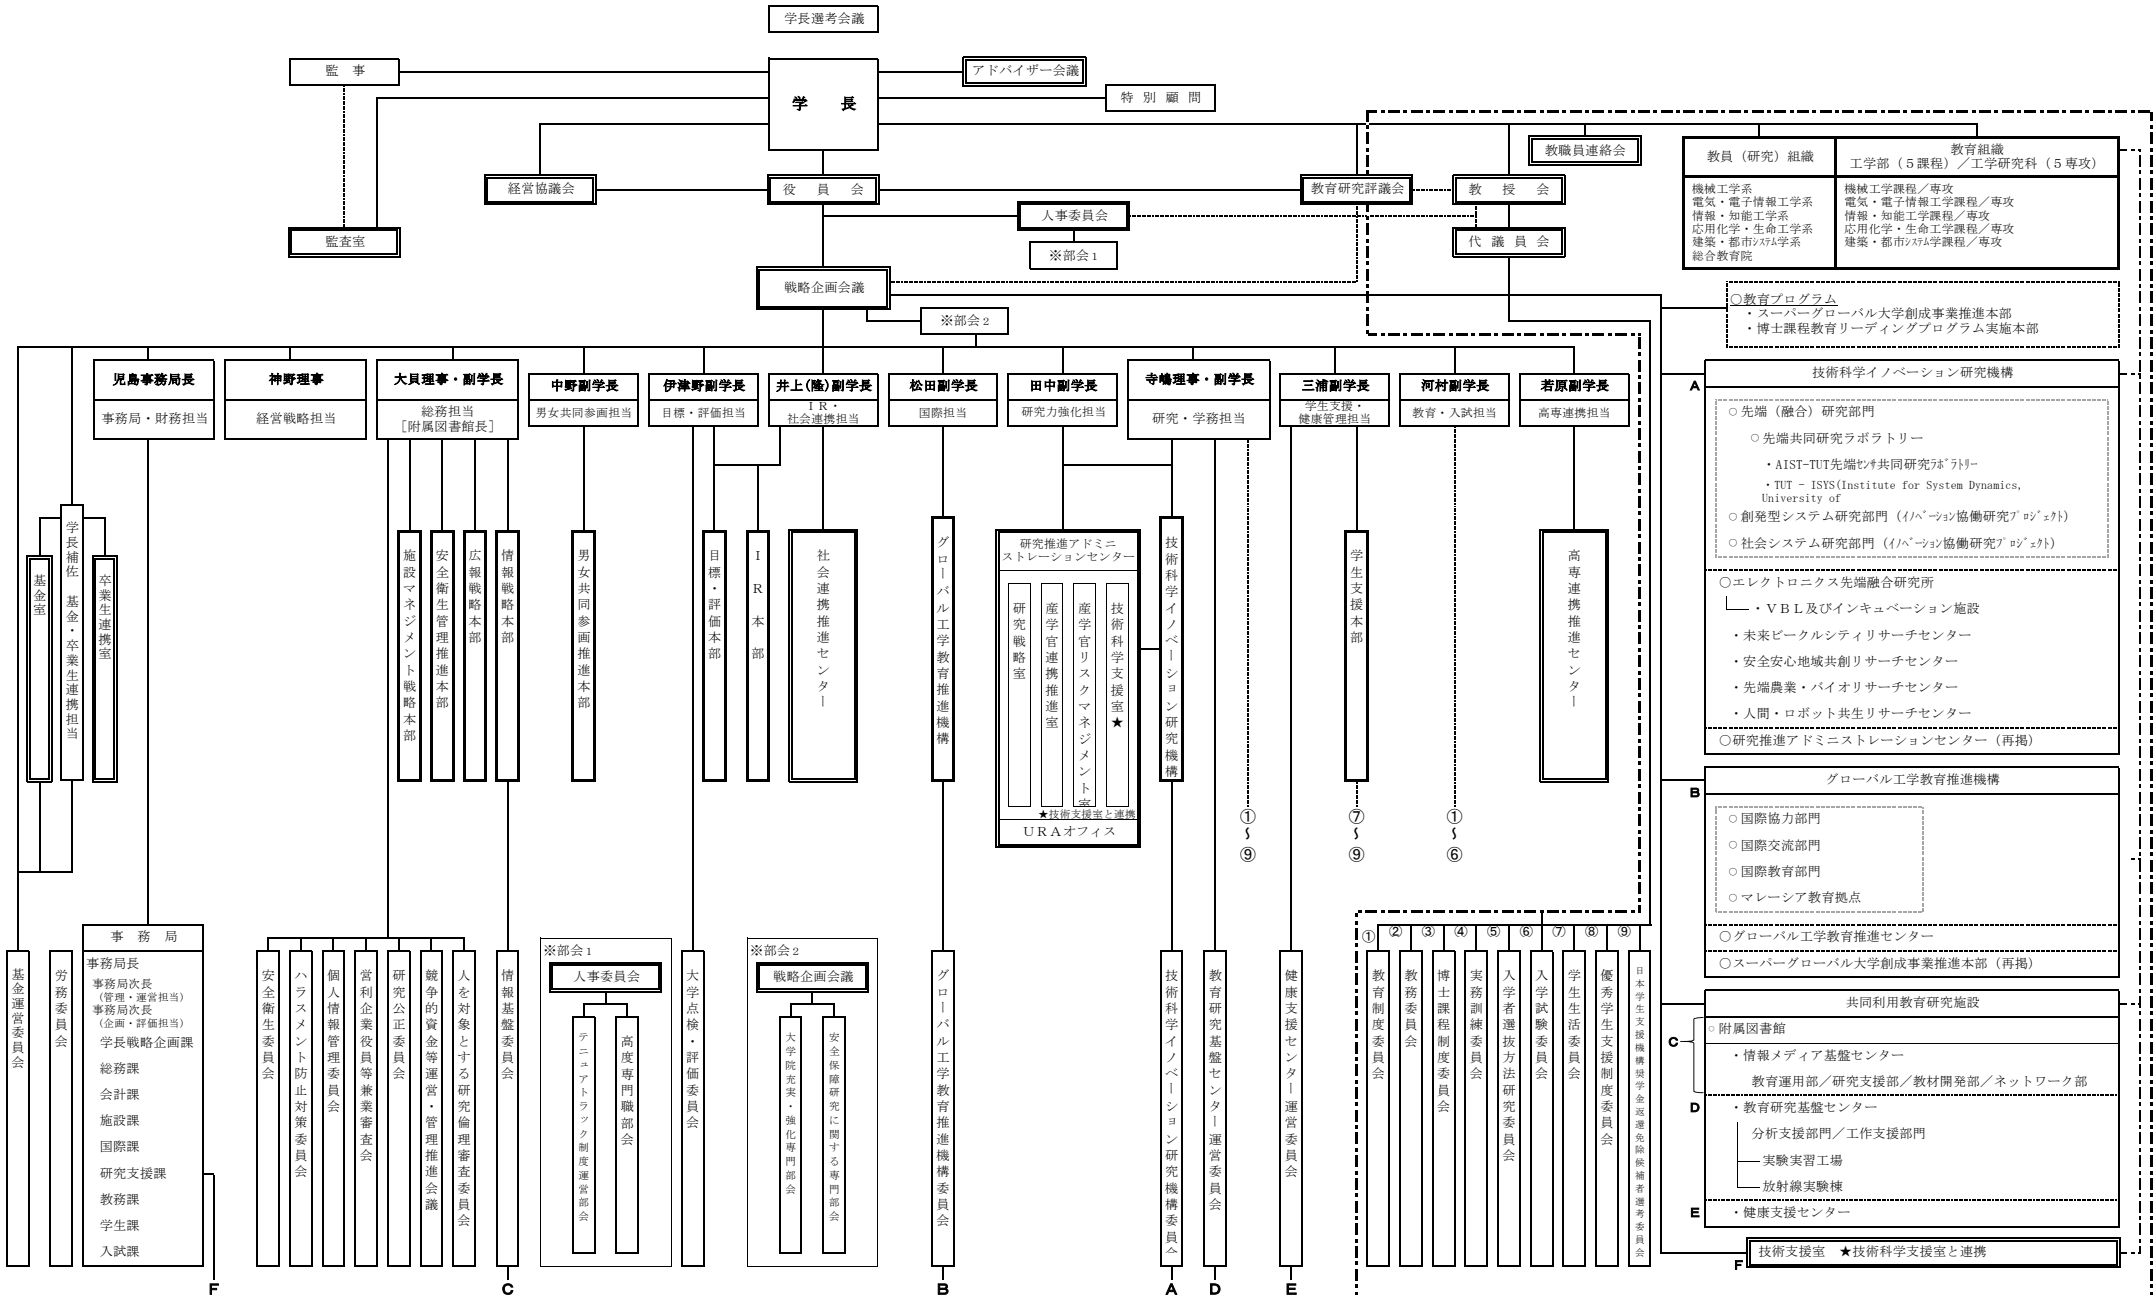 学長選考会議
監　事
アドバイザー会議
学　　長
特 別 顧 問
経営協議会
役　員　会
教育研究評議会
教　授　会
教職員連絡会
人事委員会
※部会1
監査室
代 議 員 会
戦略企画会議
※部会2
教員（研究）組織
機械工学系
電気・電子情報工学系
情報・知能工学系
応用化学・生命工学系
建築・都市ｼｽﾃﾑ学系
総合教育院
教育組織
工学部（５課程）／工学研究科（５専攻）
機械工学課程／専攻
電気・電子情報工学課程／専攻
情報・知能工学課程／専攻
応用化学・生命工学課程／専攻
建築・都市ｼｽﾃﾑ学課程／専攻
〇教育プログラム
・スーパーグローバル大学創成事業推進本部
・博士課程教育リーディングプログラム実施本部
児島事務局長
事務局・財務担当
神野理事
経営戦略担当
大貝理事・副学長
総務担当
［附属図書館長］
中野副学長
男女共同参画担当
伊津野副学長
目標・評価担当
井上(隆)副学長
ＩＲ・
社会連携担当
松田副学長
国際担当
田中副学長
研究力強化担当
寺嶋理事・副学長
研究・学務担当
三浦副学長
学生支援・
健康管理担当
河村副学長
教育・入試担当
若原副学長
高専連携担当
基金室
学長補佐　基金・卒業生連携担当
卒業生連携室
施設マネジメント戦略本部
安全衛生管理推進本部
広報戦略本部
情報戦略本部
男女共同参画推進本部
目標・評価本部
ＩＲ本部
社会連携推進センター
グローバル工学教育推進機構
研究推進アドミニ
ストレーションセンター
研究戦略室
産学官連携推進室
産学官リスクマネジメント室
技術科学支援室★
★技術支援室と連携
ＵＲＡオフィス
技術科学イノベーション研究機構
学生支援本部
高専連携推進センター
①
～
⑨
⑦
～
⑨
①
～
⑥
基金運営委員会
労務委員会
事　務　局
事務局長
事務局次長
（管理・運営担当）
事務局次長
（企画・評価担当）
学長戦略企画課
総務課
会計課
施設課
国際課
研究支援課
教務課
学生課
入試課
F
安全衛生委員会
ハラスメント防止対策委員会
個人情報管理委員会
営利企業役員等兼業審査会
研究公正委員会
競争的資金等運営・管理推進会議
人を対象とする研究倫理審査委員会
情報基盤委員会
C
※部会1
人事委員会
テニュアトラック制度運営部会
高度専門職部会
大学点検・評価委員会
※部会2
戦略企画会議
大学院充実・強化専門部会
安全保障研究に関する専門部会
グローバル工学教育推進機構委員会
B
技術科学イノベーション研究機構委員会
A
教育研究基盤センター運営委員会
D
健康支援センター運営委員会
E
①
教育制度委員会
②
教務委員会
③
博士課程制度委員会
④
実務訓練委員会
⑤
入学者選抜方法研究委員会
⑥
入学試験委員会
⑦
学生生活委員会
⑧
優秀学生支援制度委員会
⑨
日本学生支援機構奨学金返還免除候補者選考委員会
A
技術科学イノベーション研究機構
○先端（融合）研究部門
○先端共同研究ラボラトリー
・AIST-TUT先端ｾﾝｻ共同研究ﾗﾎﾞﾗﾄﾘｰ
・TUT - ISYS(Institute for System Dynamics,
University of
○創発型システム研究部門（ｲﾉﾍﾞｰｼｮﾝ協働研究ﾌﾟﾛｼﾞｪｸﾄ）
○社会システム研究部門（ｲﾉﾍﾞｰｼｮﾝ協働研究ﾌﾟﾛｼﾞｪｸﾄ）
〇エレクトロニクス先端融合研究所
・ＶＢＬ及びインキュベーション施設
・未来ビークルシティリサーチセンター
・安全安心地域共創リサーチセンター
・先端農業・バイオリサーチセンター
・人間・ロボット共生リサーチセンター
〇研究推進アドミニストレーションセンター（再掲）
B
グローバル工学教育推進機構
○国際協力部門
○国際交流部門
○国際教育部門
○マレーシア教育拠点
〇グローバル工学教育推進センター
〇スーパーグローバル大学創成事業推進本部（再掲）
共同利用教育研究施設
C
○附属図書館
・情報メディア基盤センター
教育運用部／研究支援部／教材開発部／ネットワーク部
D
・教育研究基盤センター
分析支援部門／工作支援部門
実験実習工場
放射線実験棟
E
・健康支援センター
F
技術支援室　★技術科学支援室と連携